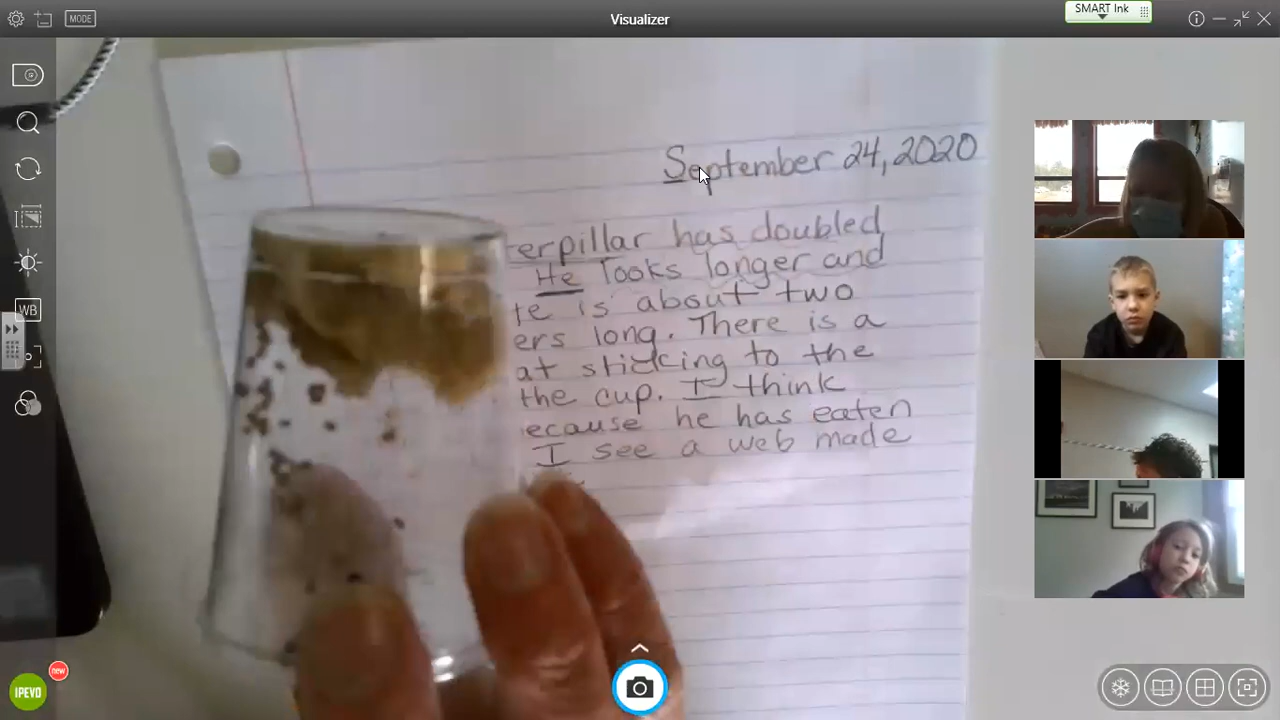 MODE
Visualizer
SMART Ink
September 24, 2020
erpillar has doubled
He looks longer and
is about two
ers long. There is a
at sticking to the
the cup. I think
ecause he has eaten
I see a web made
WB
IPEVO
new